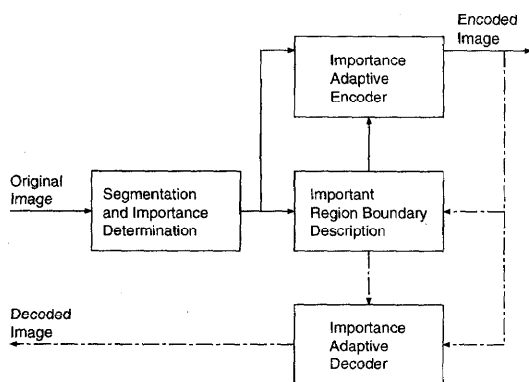 Encoded
Image
Importance
Adaptive
Encoder
Original
Image
Segmentation
and Importance
Determination
Important
Region Boundary
Description
Decoded
Image
Importance
Adaptive
Decoder